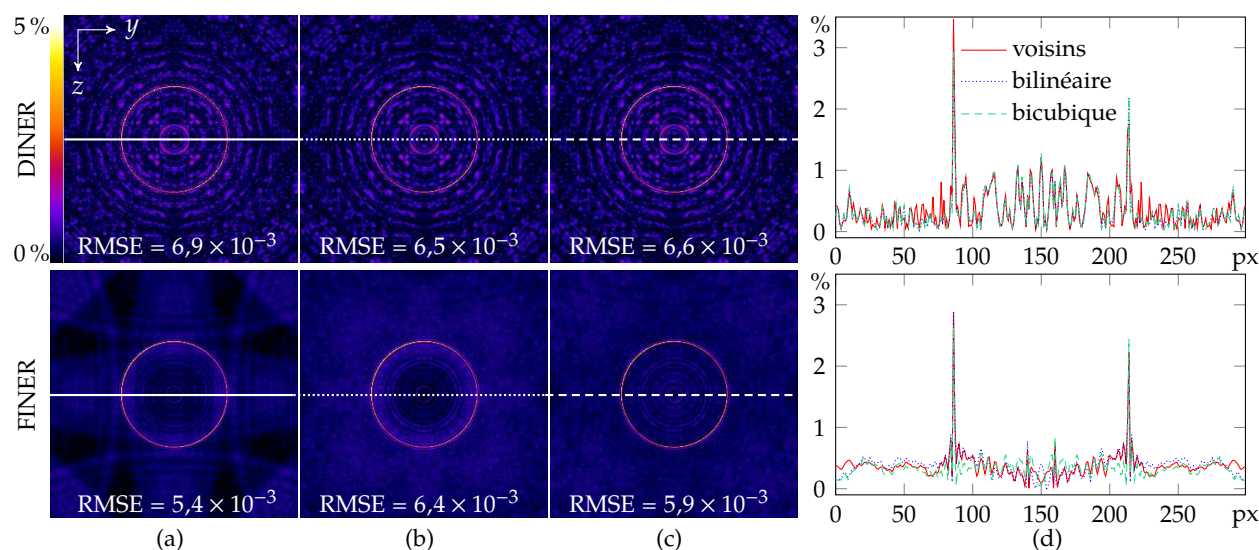 5 %
y
z
0 %
DINER
RMSE = 6,9 × 10⁻³
RMSE = 6,5 × 10⁻³
RMSE = 6,6 × 10⁻³
%
3
2
1
0
voisins
bilinéaire
bicubique
0 50 100 150 200 250 px
FINER
RMSE = 5,4 × 10⁻³
RMSE = 6,4 × 10⁻³
RMSE = 5,9 × 10⁻³
%
3
2
1
0
0 50 100 150 200 250 px
(a) (b) (c) (d)